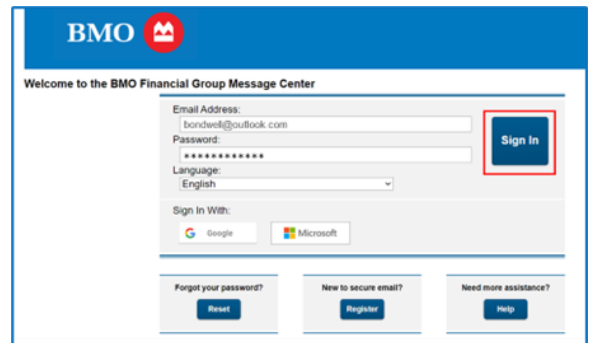 BMO
Welcome to the BMO Financial Group Message Center
Email Address:
bondwell@outlook.com
Password:
************
Sign In
Language:
English
Sign In With:
Google Microsoft
Forgot your password? New to secure email? Need more assistance?
Reset Register Help